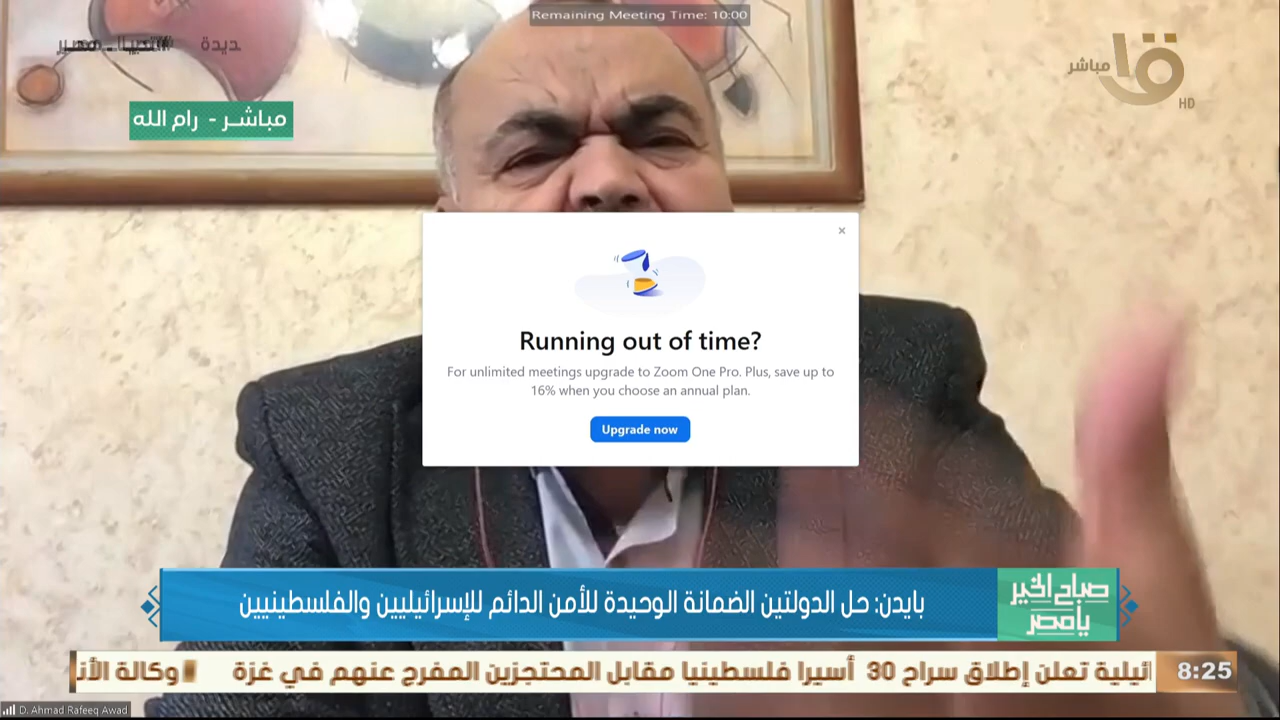 Remaining Meeting Time: 10:00
مباشر
HD
مباشر - رام الله
×
Running out of time?
For unlimited meetings upgrade to Zoom One Pro. Plus, save up to
16% when you choose an annual plan.
Upgrade now
صباح الخير
يا مصر
بايدن: حل الدولتين الضمانة الوحيدة للأمن الدائم للإسرائيليين والفلسطينيين
8:25
تعلن إطلاق سراح 30 أسيرا فلسطينيا مقابل المحتجزين المفرج عنهم في غزة
وكالة
D. Ahmad Rafeeq Awad